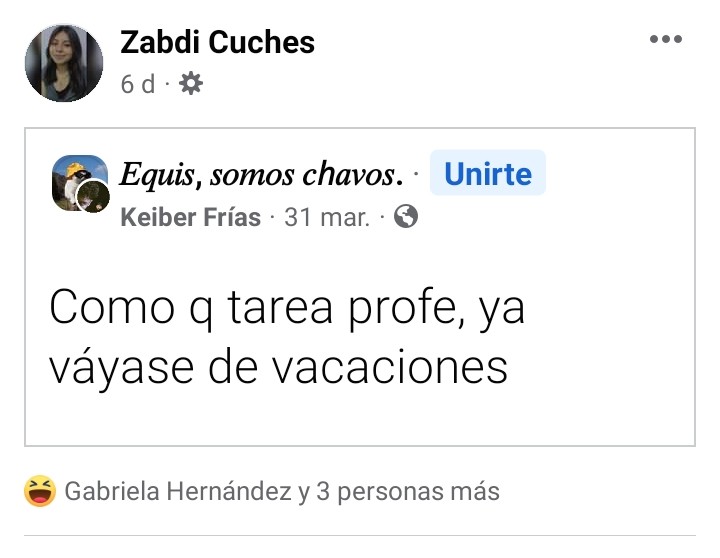 Zabdi Cuches
6 d ·
Equis, somos chavos. · Unirte
Keiber Frías · 31 mar. ·
Como q tarea profe, ya
váyase de vacaciones
Gabriela Hernández y 3 personas más